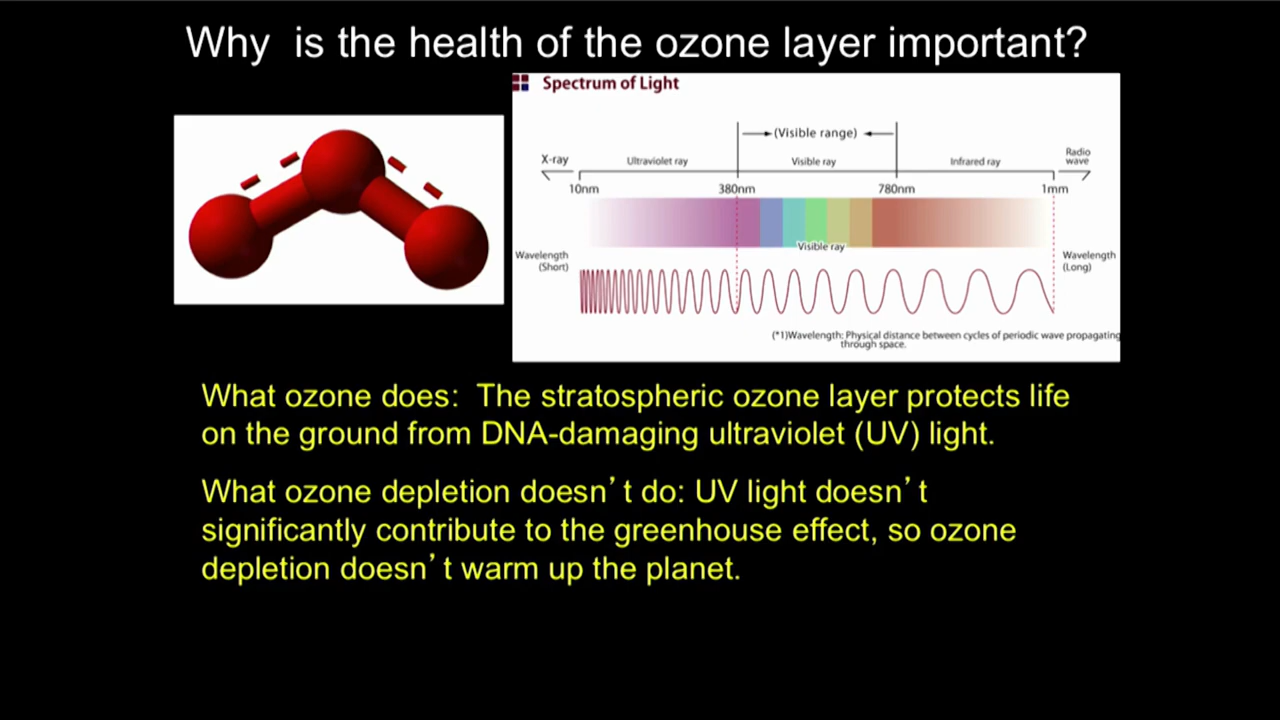 Why is the health of the ozone layer important?
Spectrum of Light
(Visible range)
X-ray
Ultraviolet ray
Visible ray
Infrared ray
Radio
wave
10nm
380nm
780nm
1mm
Visible ray
Wavelength
(Short)
Wavelength
(Long)
(*1)Wavelength: Physical distance between cycles of periodic wave propagating
through space.
What ozone does: The stratospheric ozone layer protects life
on the ground from DNA-damaging ultraviolet (UV) light.
What ozone depletion doesn’t do: UV light doesn’t
significantly contribute to the greenhouse effect, so ozone
depletion doesn’t warm up the planet.